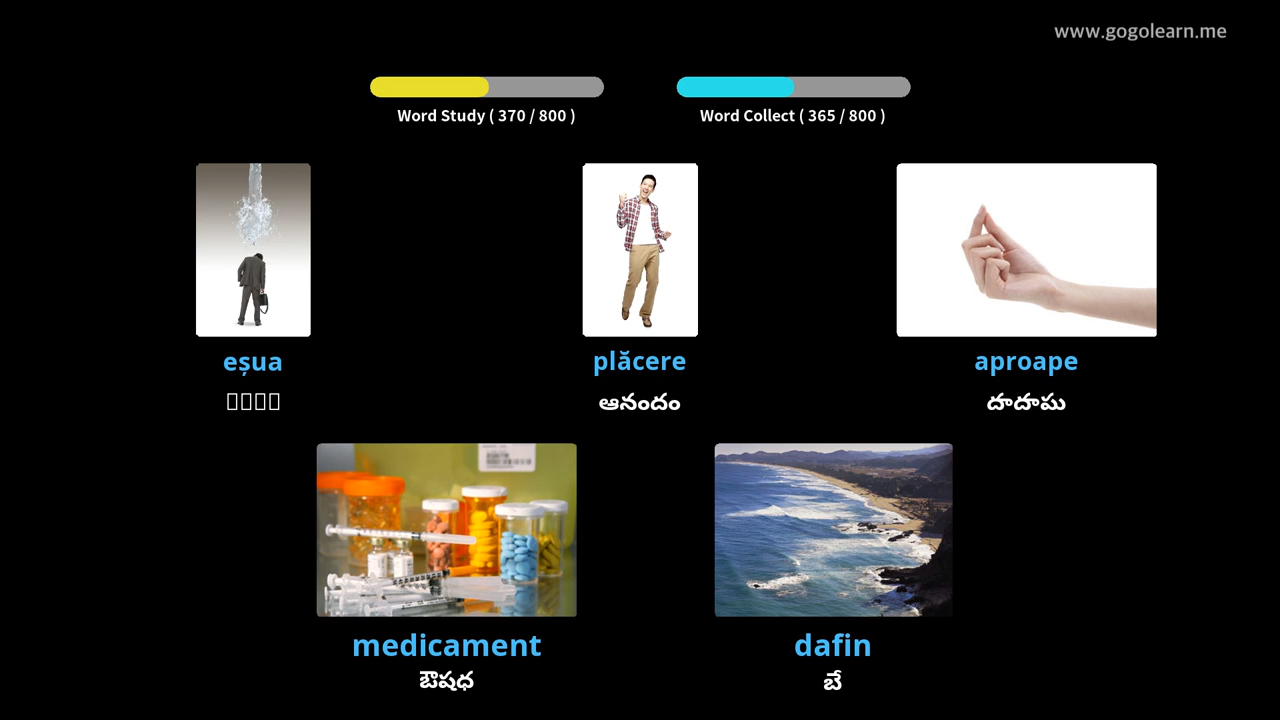 www.gogolearn.me
Word Study ( 370 / 800 )
Word Collect ( 365 / 800 )
eșua
plăcere
ఆనందం
aproape
దాదాపు
medicament
ఔషధ
dafin
బే